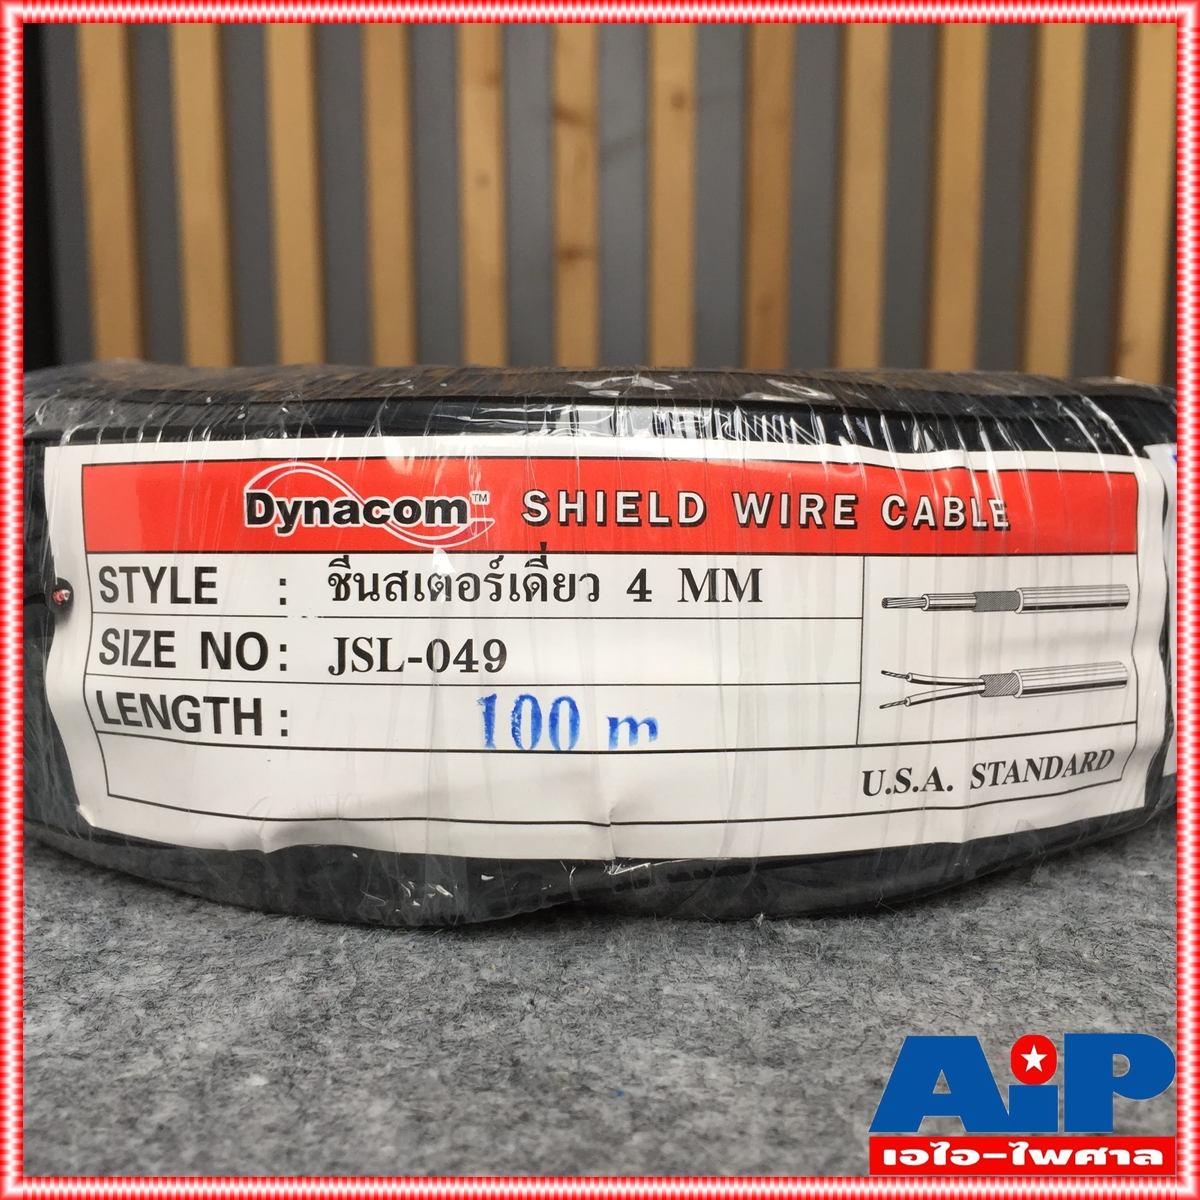 Dynacom™ SHIELD WIRE CABLE
STYLE : ชีนสเตอร์เดี่ยว 4 MM
SIZE NO : JSL-049
LENGTH : 100 m
U.S.A. STANDARD
AiP
เอไอ-ไพศาล